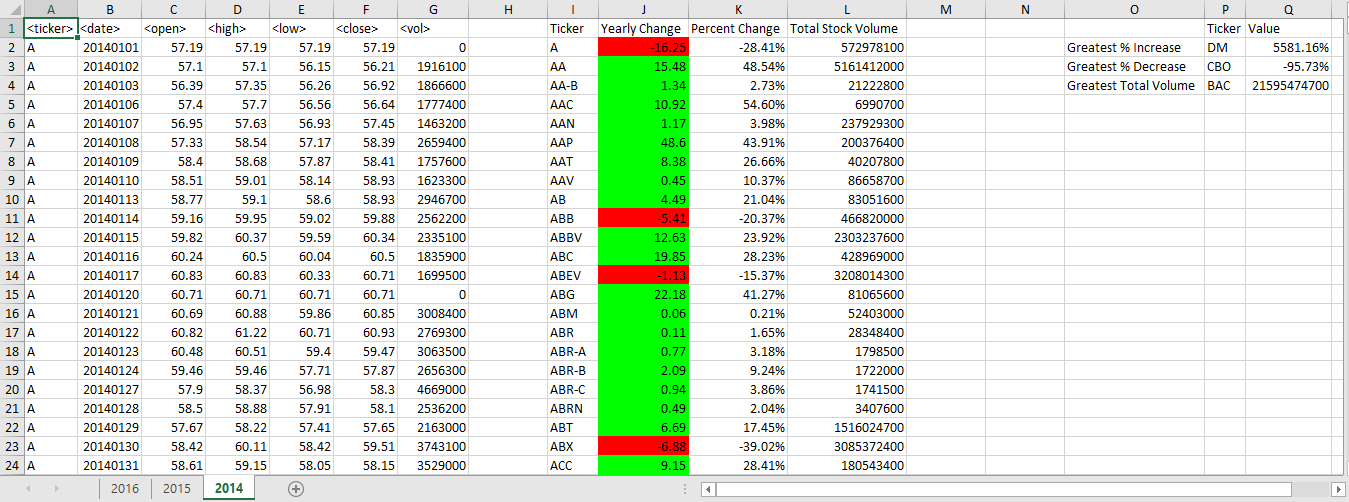 A B C D E F G H I J K L M N O P Q
1 <ticker> <date> <open> <high> <low> <close> <vol> Ticker Yearly Change Percent Change Total Stock Volume Ticker Value
2 A 20140101 57.19 57.19 57.19 57.19 0 A -16.25 -28.41% 572978100 Greatest % Increase DM 5581.16%
3 A 20140102 57.1 57.1 56.15 56.21 1916100 AA 15.48 48.54% 5161412000 Greatest % Decrease CBO -95.73%
4 A 20140103 56.39 57.35 56.26 56.92 1866600 AA-B 1.34 2.73% 21222800 Greatest Total Volume BAC 21595474700
5 A 20140106 57.4 57.7 56.56 56.64 1777400 AAC 10.92 54.60% 6990700
6 A 20140107 56.95 57.63 56.93 57.45 1463200 AAN 1.17 3.98% 237929300
7 A 20140108 57.33 58.54 57.17 58.39 2659400 AAP 48.6 43.91% 200376400
8 A 20140109 58.4 58.68 57.87 58.41 1757600 AAT 8.38 26.66% 40207800
9 A 20140110 58.51 59.01 58.14 58.93 1623300 AAV 0.45 10.37% 86658700
10 A 20140113 58.77 59.1 58.6 58.93 2946700 AB 4.49 21.04% 83051600
11 A 20140114 59.16 59.95 59.02 59.88 2562200 ABB -5.41 -20.37% 466820000
12 A 20140115 59.82 60.37 59.59 60.34 2335100 ABBV 12.63 23.92% 2303237600
13 A 20140116 60.24 60.5 60.04 60.5 1835900 ABC 19.85 28.23% 428969000
14 A 20140117 60.83 60.83 60.33 60.71 1699500 ABEV -1.13 -15.37% 3208014300
15 A 20140120 60.71 60.71 60.71 60.71 0 ABG 22.18 41.27% 81065600
16 A 20140121 60.69 60.88 59.86 60.85 3008400 ABM 0.06 0.21% 52403000
17 A 20140122 60.82 61.22 60.71 60.93 2769300 ABR 0.11 1.65% 28348400
18 A 20140123 60.48 60.51 59.4 59.47 3063500 ABR-A 0.77 3.18% 1798500
19 A 20140124 59.46 59.46 57.71 57.87 2656300 ABR-B 2.09 9.24% 1722000
20 A 20140127 57.9 58.37 56.98 58.3 4669000 ABR-C 0.94 3.86% 1741500
21 A 20140128 58.5 58.88 57.91 58.1 2536200 ABRN 0.49 2.04% 3407600
22 A 20140129 57.67 58.22 57.41 57.65 2163000 ABT 6.69 17.45% 1516024700
23 A 20140130 58.42 60.11 58.42 59.51 3743100 ABX -6.88 -39.02% 3085372400
24 A 20140131 58.61 59.15 58.05 58.15 3529000 ACC 9.15 28.41% 180543400
2016 2015 2014